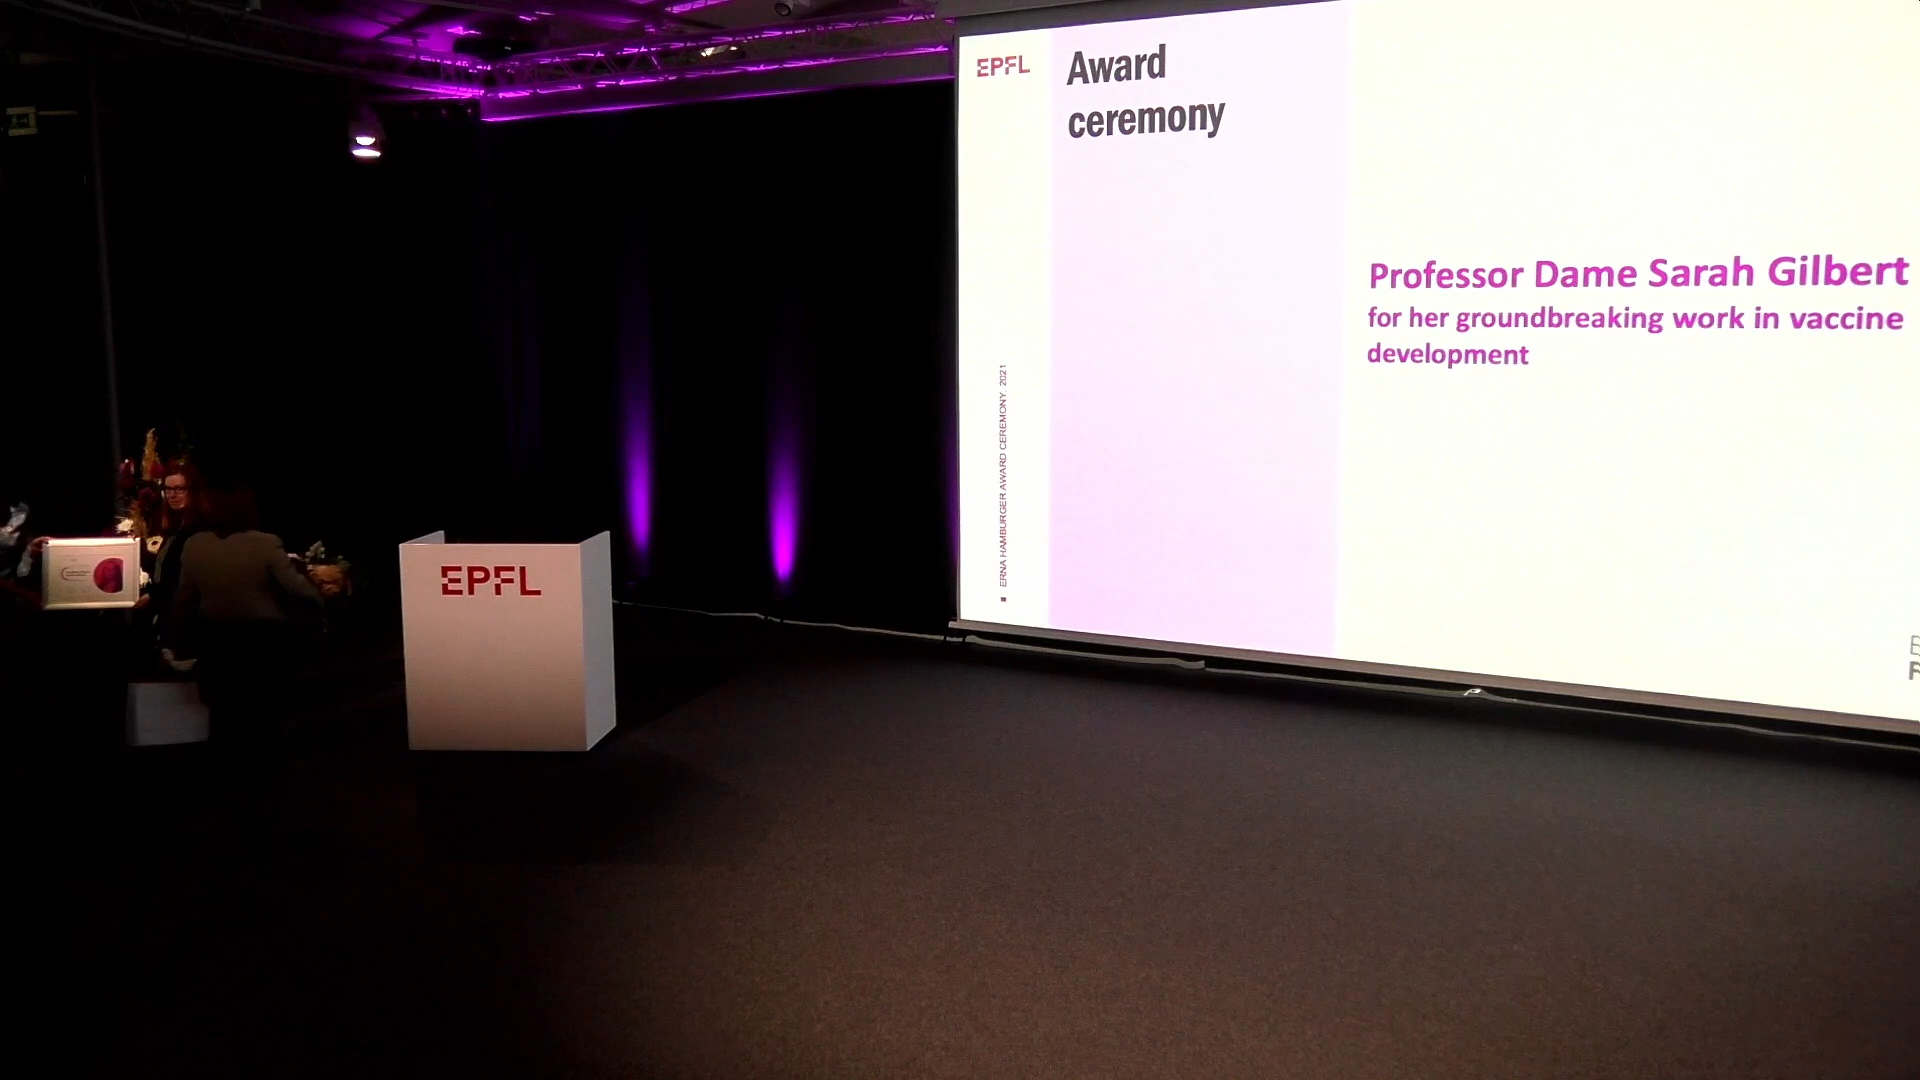 EPFL
Award
ceremony
Professor Dame Sarah Gilbert
for her groundbreaking work in vaccine
development
ERNA HAMBURGER AWARD CEREMONY 2021
EPFL